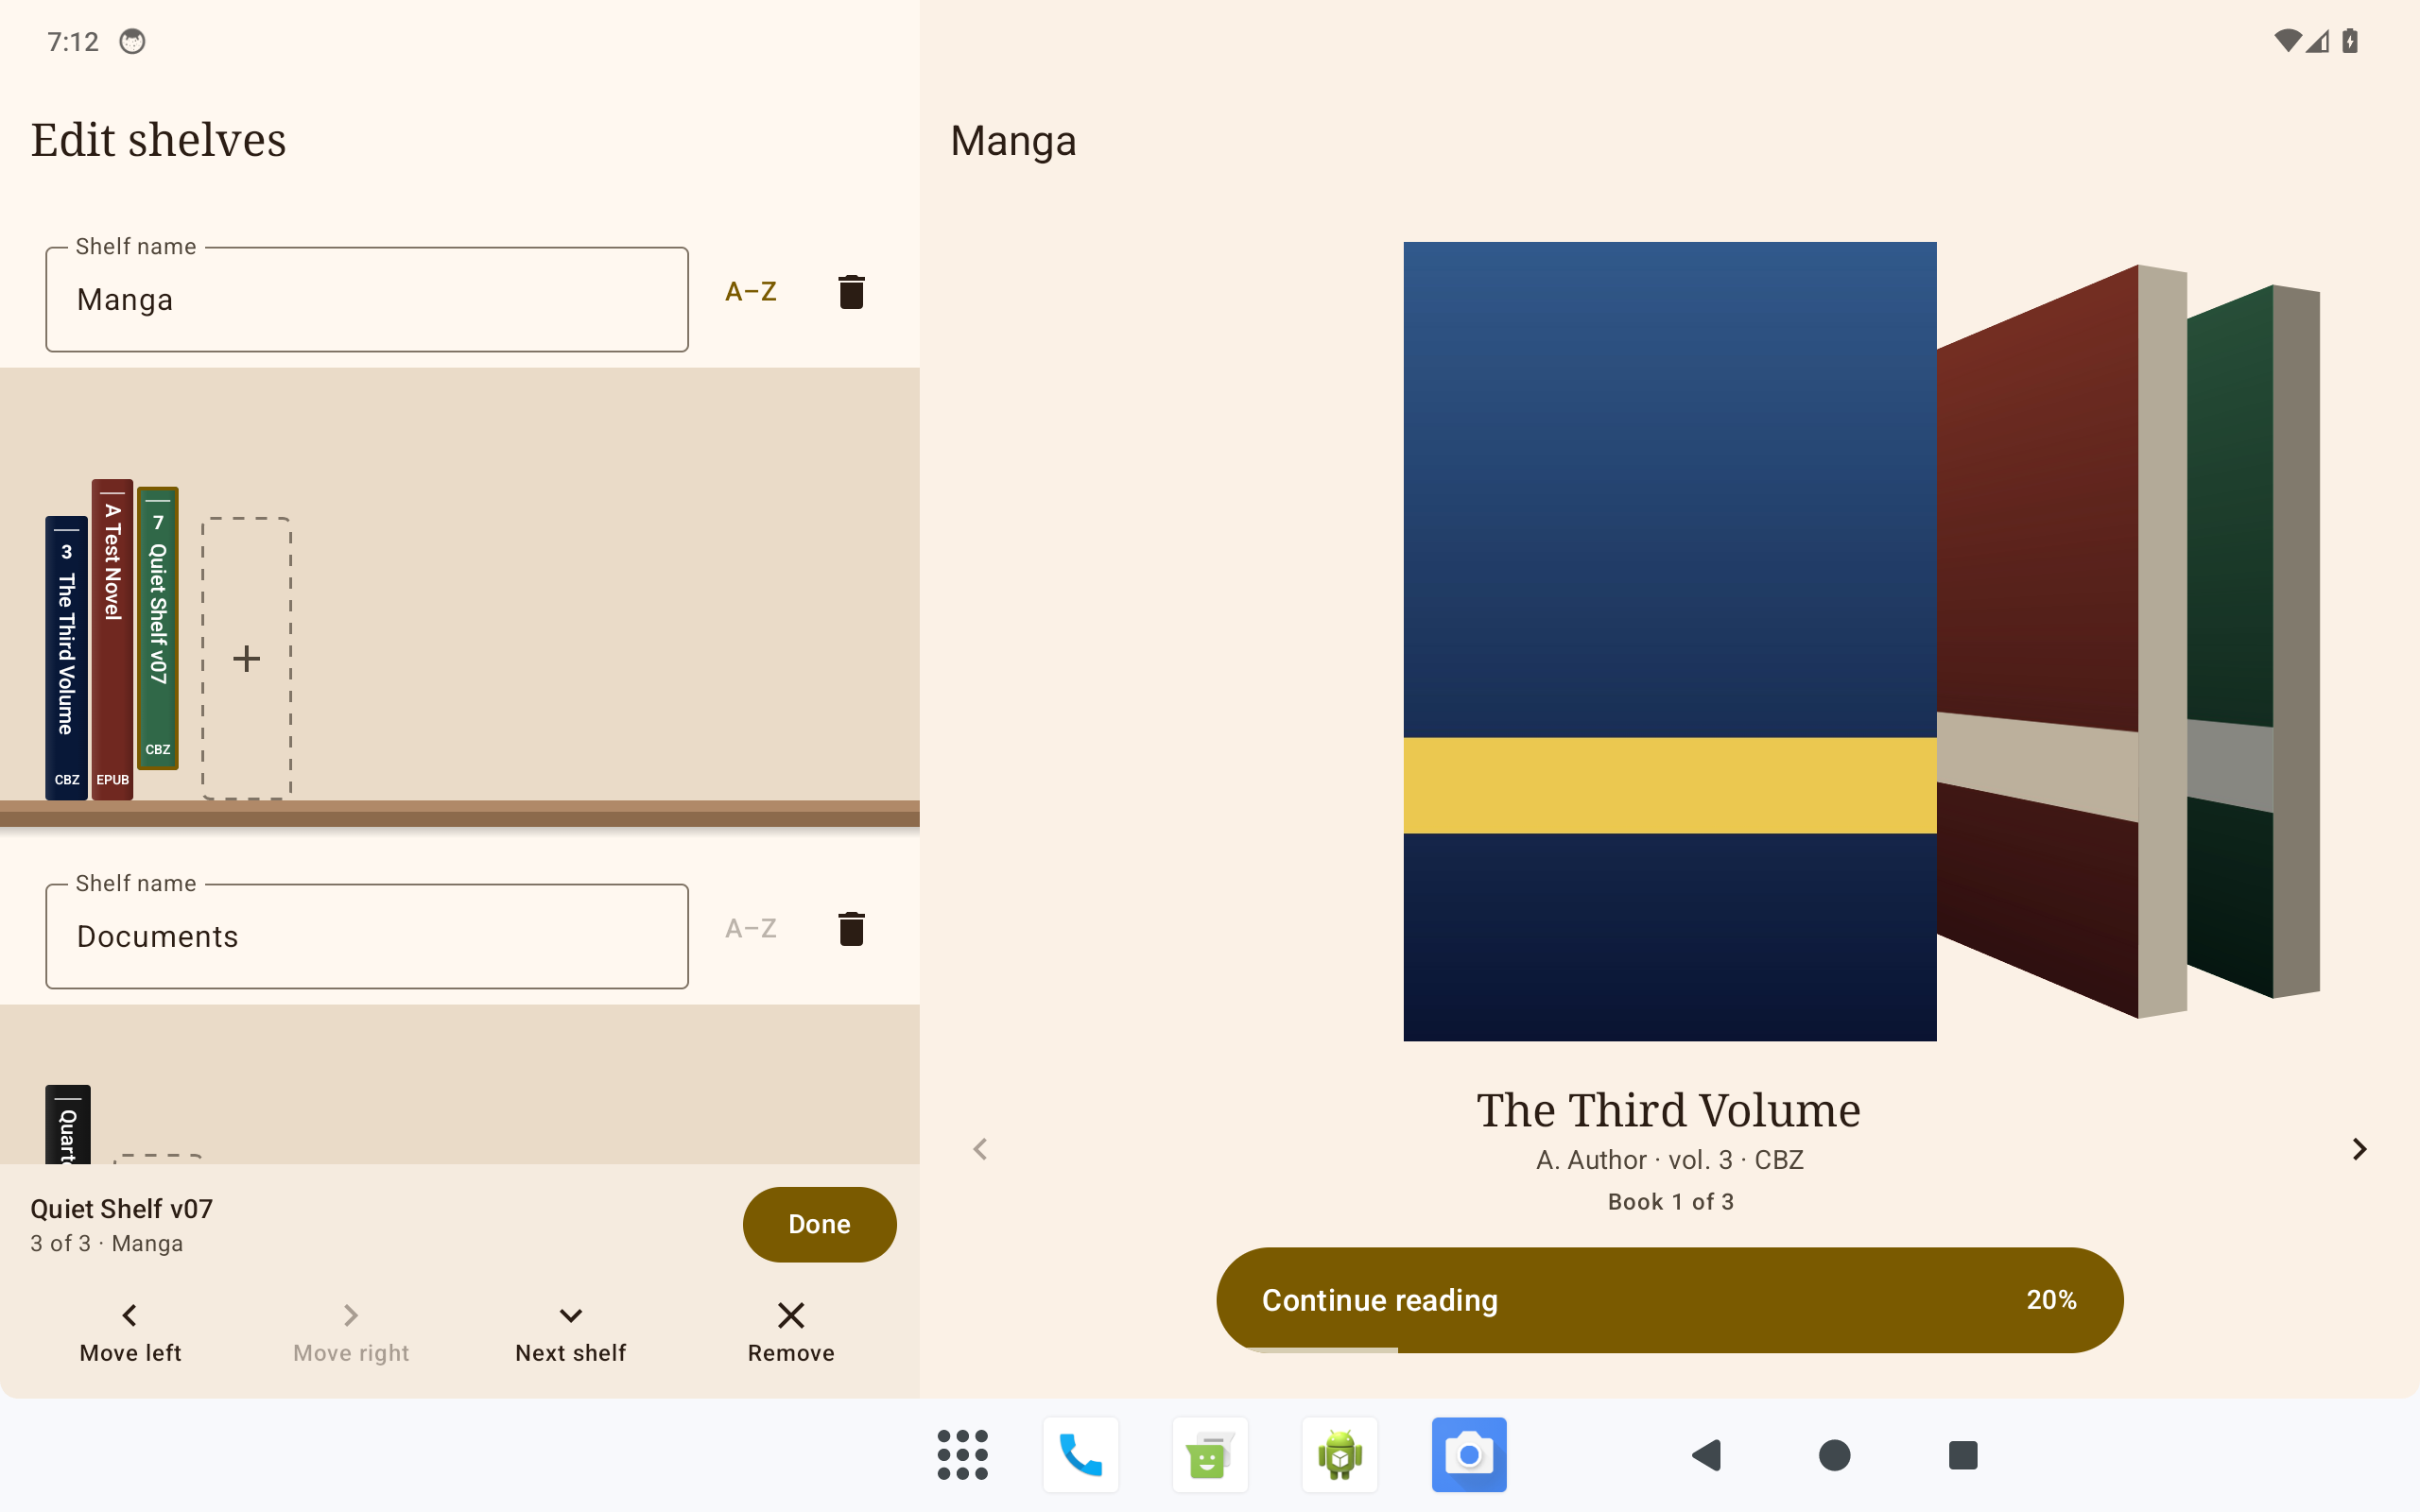 7:12
Edit shelves
Shelf name
Manga
A–Z
3 The Third Volume
CBZ
A Test Novel
EPUB
7 Quiet Shelf v07
CBZ
Shelf name
Documents
A–Z
Quiet Shelf v07
3 of 3 · Manga
Done
Move left
Move right
Next shelf
Remove
Manga
The Third Volume
A. Author · vol. 3 · CBZ
Book 1 of 3
Continue reading
20%